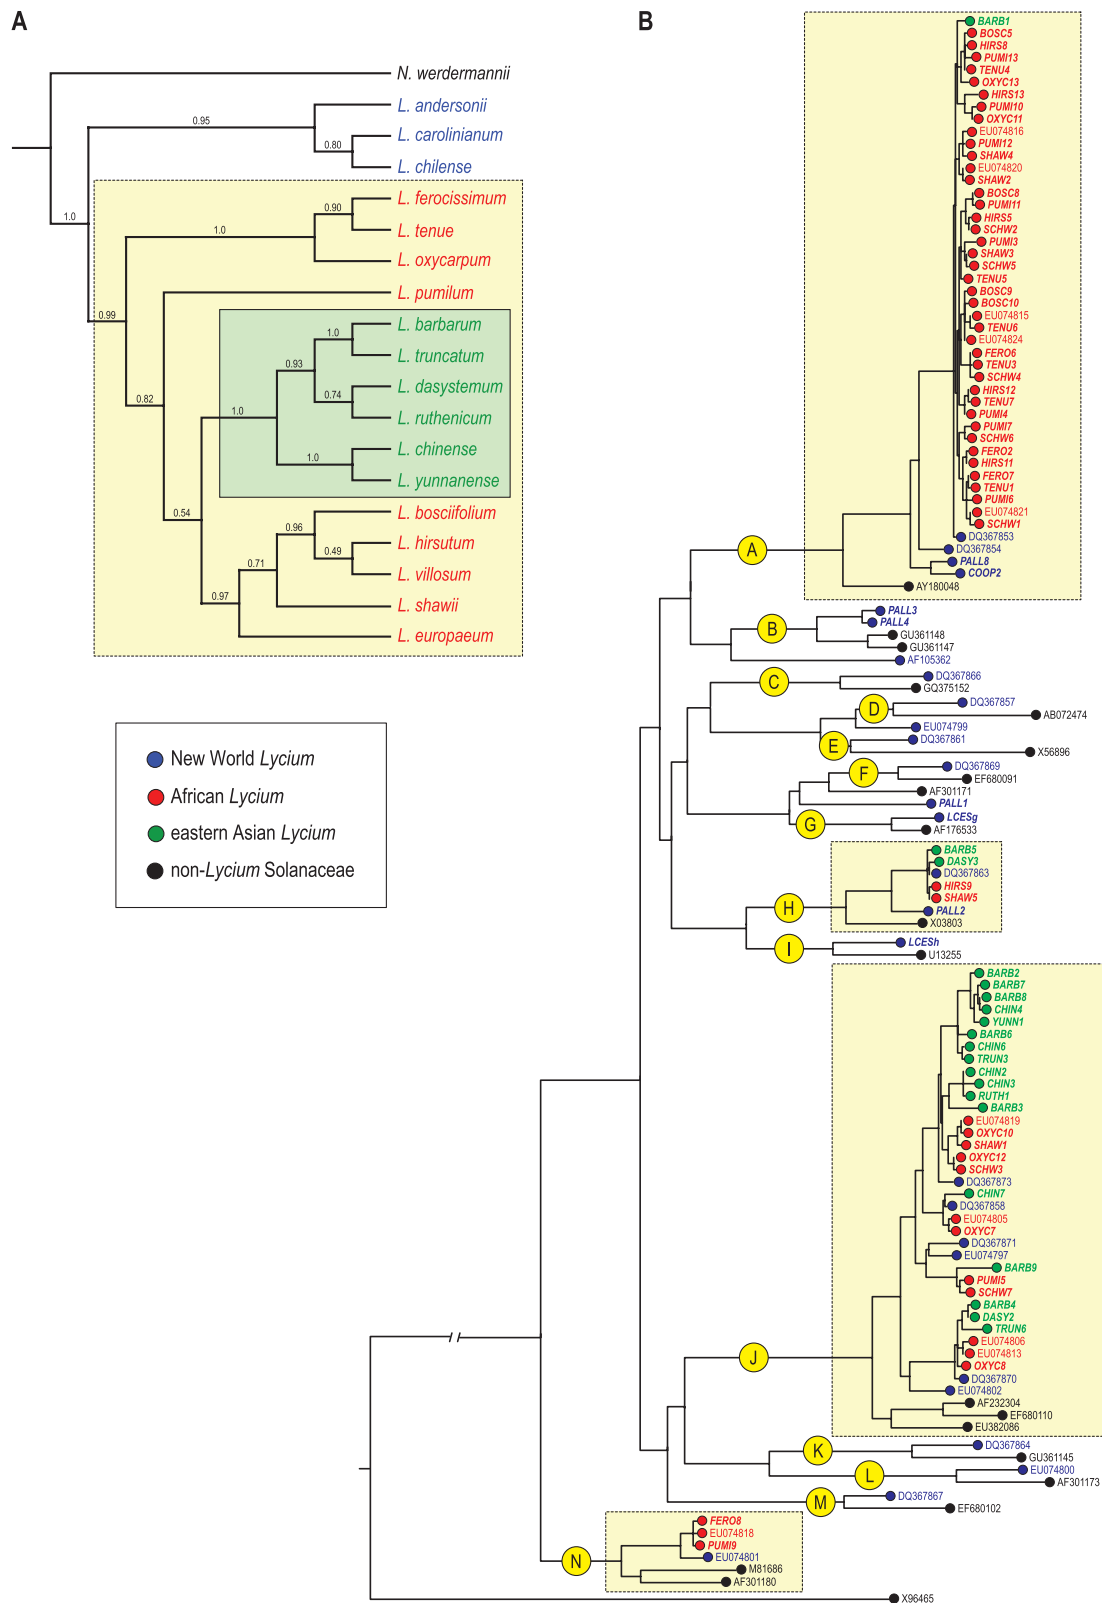 A
N. werdermannii
L. andersonii
0.95
L. carolinianum
0.80
L. chilense
L. ferocissimum
0.90
1.0
L. tenue
1.0
L. oxycarpum
L. pumilum
0.99
L. barbarum
1.0
L. truncatum
0.93
L. dasystemum
0.74
0.82
1.0
L. ruthenicum
L. chinense
1.0
L. yunnanense
0.54
L. bosciifolium
0.96
L. hirsutum
0.49
0.71
L. villosum
0.97
L. shawii
L. europaeum
New World Lycium
African Lycium
eastern Asian Lycium
non-Lycium Solanaceae
B
BARB1
BOSC5
HIRS8
PUMI13
TENU4
OXYC13
HIRS13
PUMI10
OXYC11
EU074816
PUMI12
SHAW4
EU074820
SHAW2
BOSC8
PUMI11
HIRS5
SCHW2
PUMI3
SHAW3
SCHW5
TENU5
BOSC9
BOSC10
EU074815
TENU6
EU074824
FERO6
TENU3
SCHW4
HIRS12
TENU7
PUMI4
PUMI7
SCHW6
FERO2
HIRS11
FERO7
TENU1
PUMI6
EU074821
SCHW1
DQ367853
A
DQ367854
PALL8
COOP2
AY180048
PALL3
PALL4
B
GU361148
GU361147
AF105362
DQ367866
C
GQ375152
DQ367857
D
AB072474
EU074799
DQ367861
E
X56896
DQ367869
F
EF680091
AF301171
PALL1
LCESg
G
AF176533
BARB5
DASY3
DQ367863
HIRS9
SHAW5
H
PALL2
X03803
LCESh
I
U13255
BARB2
BARB7
BARB8
CHIN4
YUNN1
BARB6
CHIN6
TRUN3
CHIN2
CHIN3
RUTH1
BARB3
EU074819
OXYC10
SHAW1
OXYC12
SCHW3
DQ367873
CHIN7
DQ367858
EU074805
OXYC7
DQ367871
EU074797
BARB9
PUMI5
SCHW7
BARB4
DASY2
TRUN6
EU074806
EU074813
J
OXYC8
DQ367870
EU074802
AF232304
EF680110
EU382086
DQ367864
K
GU361145
EU074800
L
AF301173
DQ367867
M
EF680102
FERO8
EU074818
PUMI9
EU074801
N
M81686
AF301180
X96465